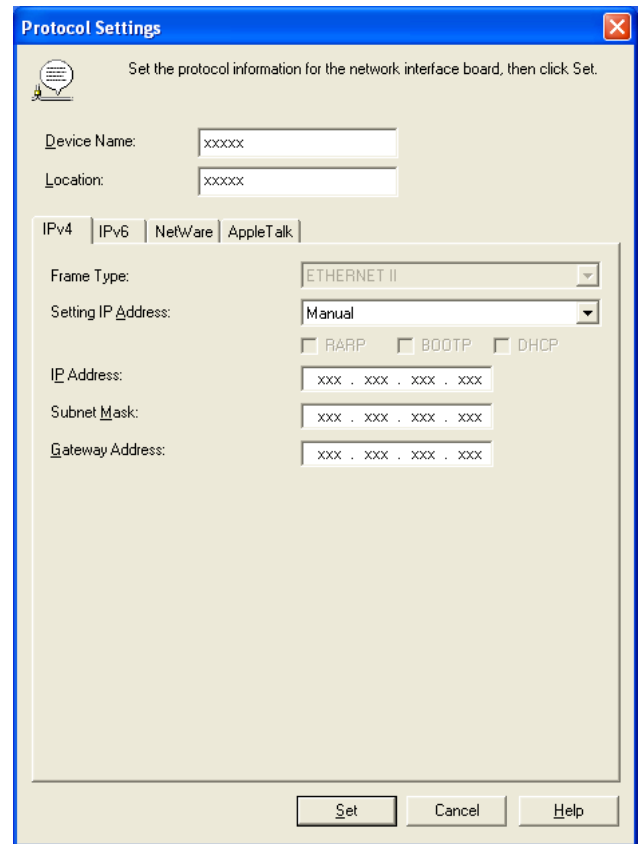 Protocol Settings
Set the protocol information for the network interface board, then click Set.
Device Name: xxxxx
Location: xxxxx
IPv4 IPv6 NetWare AppleTalk
Frame Type: ETHERNET II
Setting IP Address: Manual
RARP BOOTP DHCP
IP Address: xxx . xxx . xxx . xxx
Subnet Mask: xxx . xxx . xxx . xxx
Gateway Address: xxx . xxx . xxx . xxx
Set Cancel Help